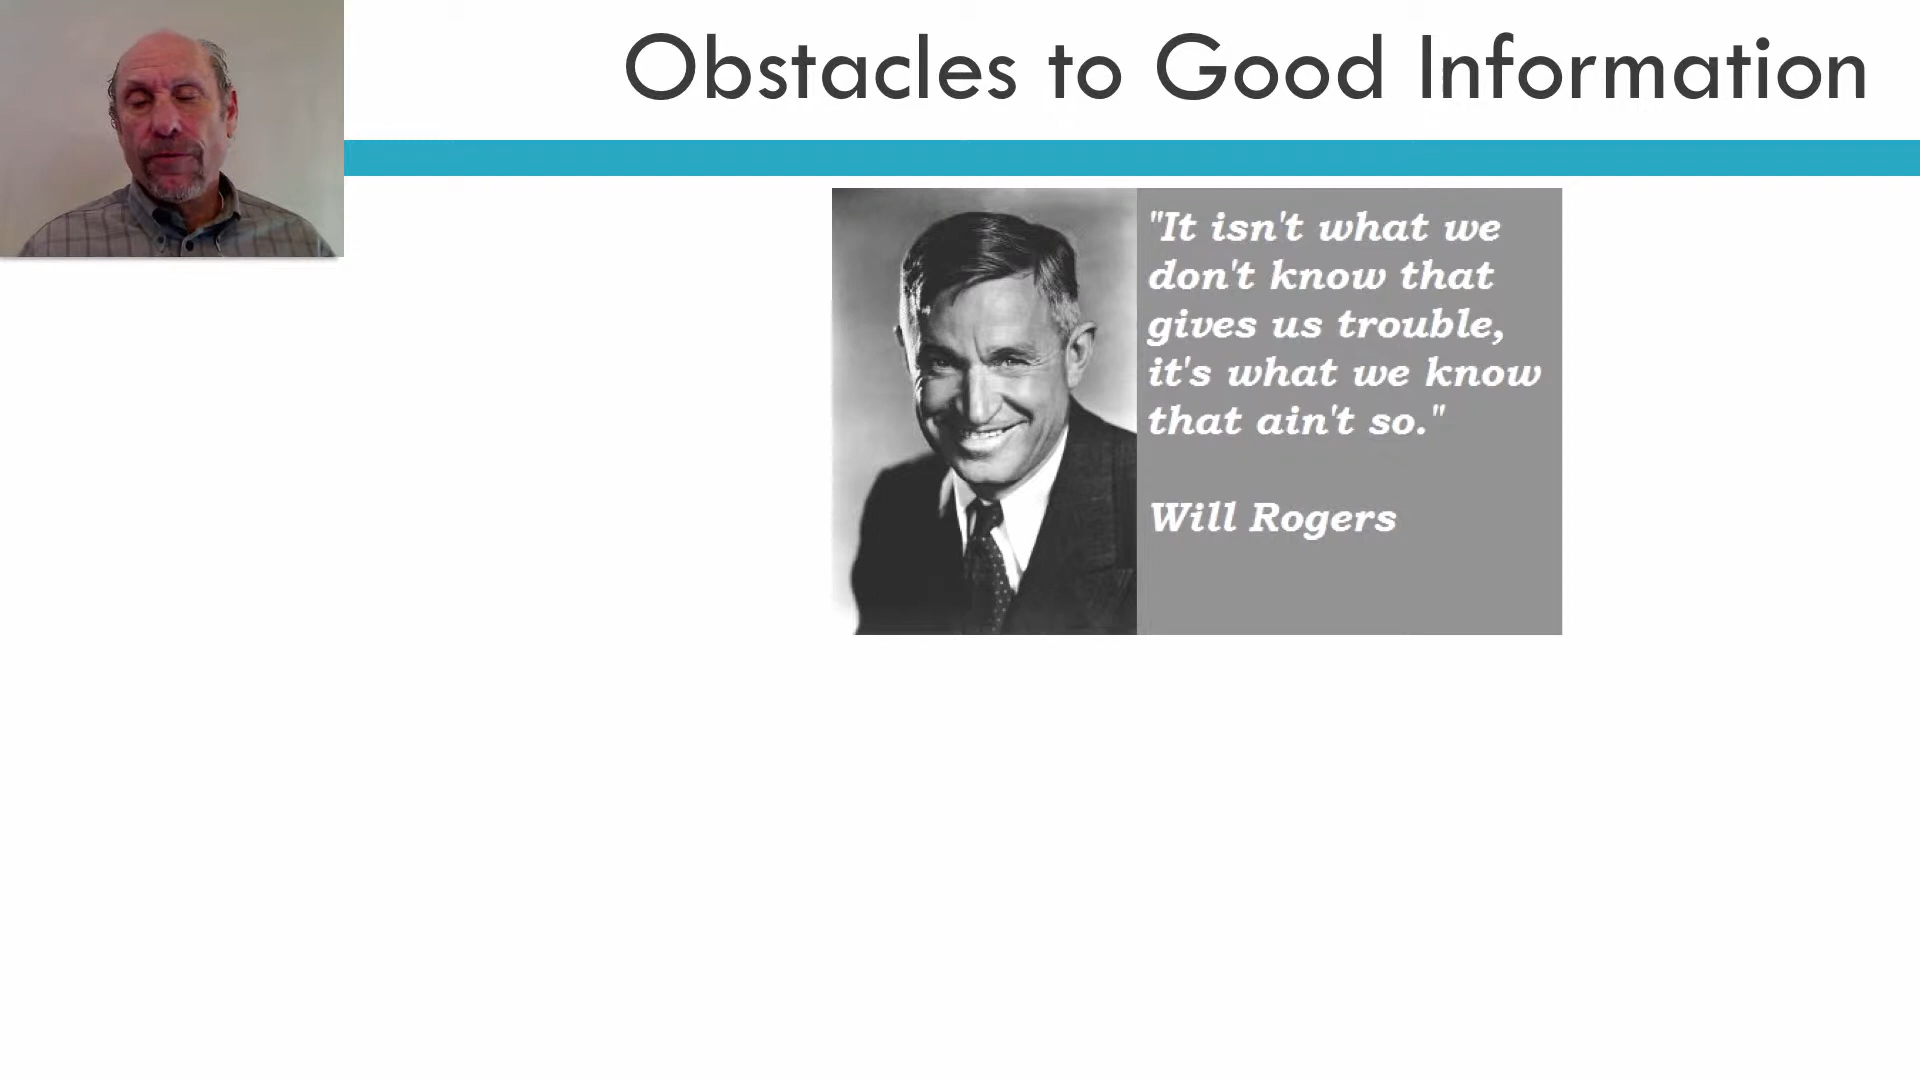 Obstacles to Good Information
"It isn't what we
don't know that
gives us trouble,
it's what we know
that ain't so."
Will Rogers